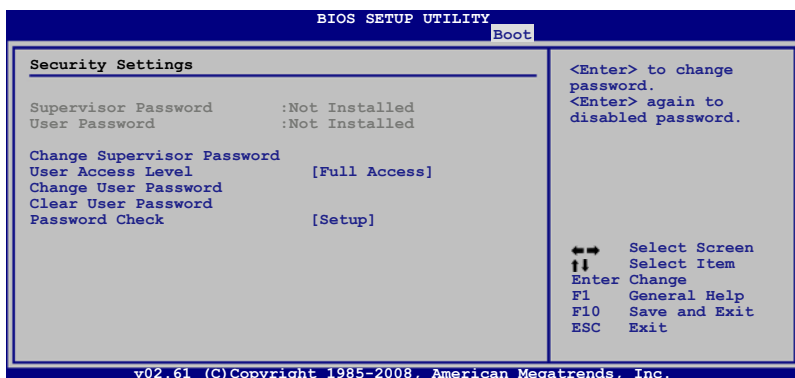 BIOS SETUP UTILITY
Boot
Security Settings
Supervisor Password :Not Installed
User Password :Not Installed
Change Supervisor Password
User Access Level [Full Access]
Change User Password
Clear User Password
Password Check [Setup]
<Enter> to change
password.
<Enter> again to
disabled password.
Select Screen
Select Item
Enter Change
F1 General Help
F10 Save and Exit
ESC Exit
v02.61 (C)Copyright 1985-2008, American Megatrends, Inc.